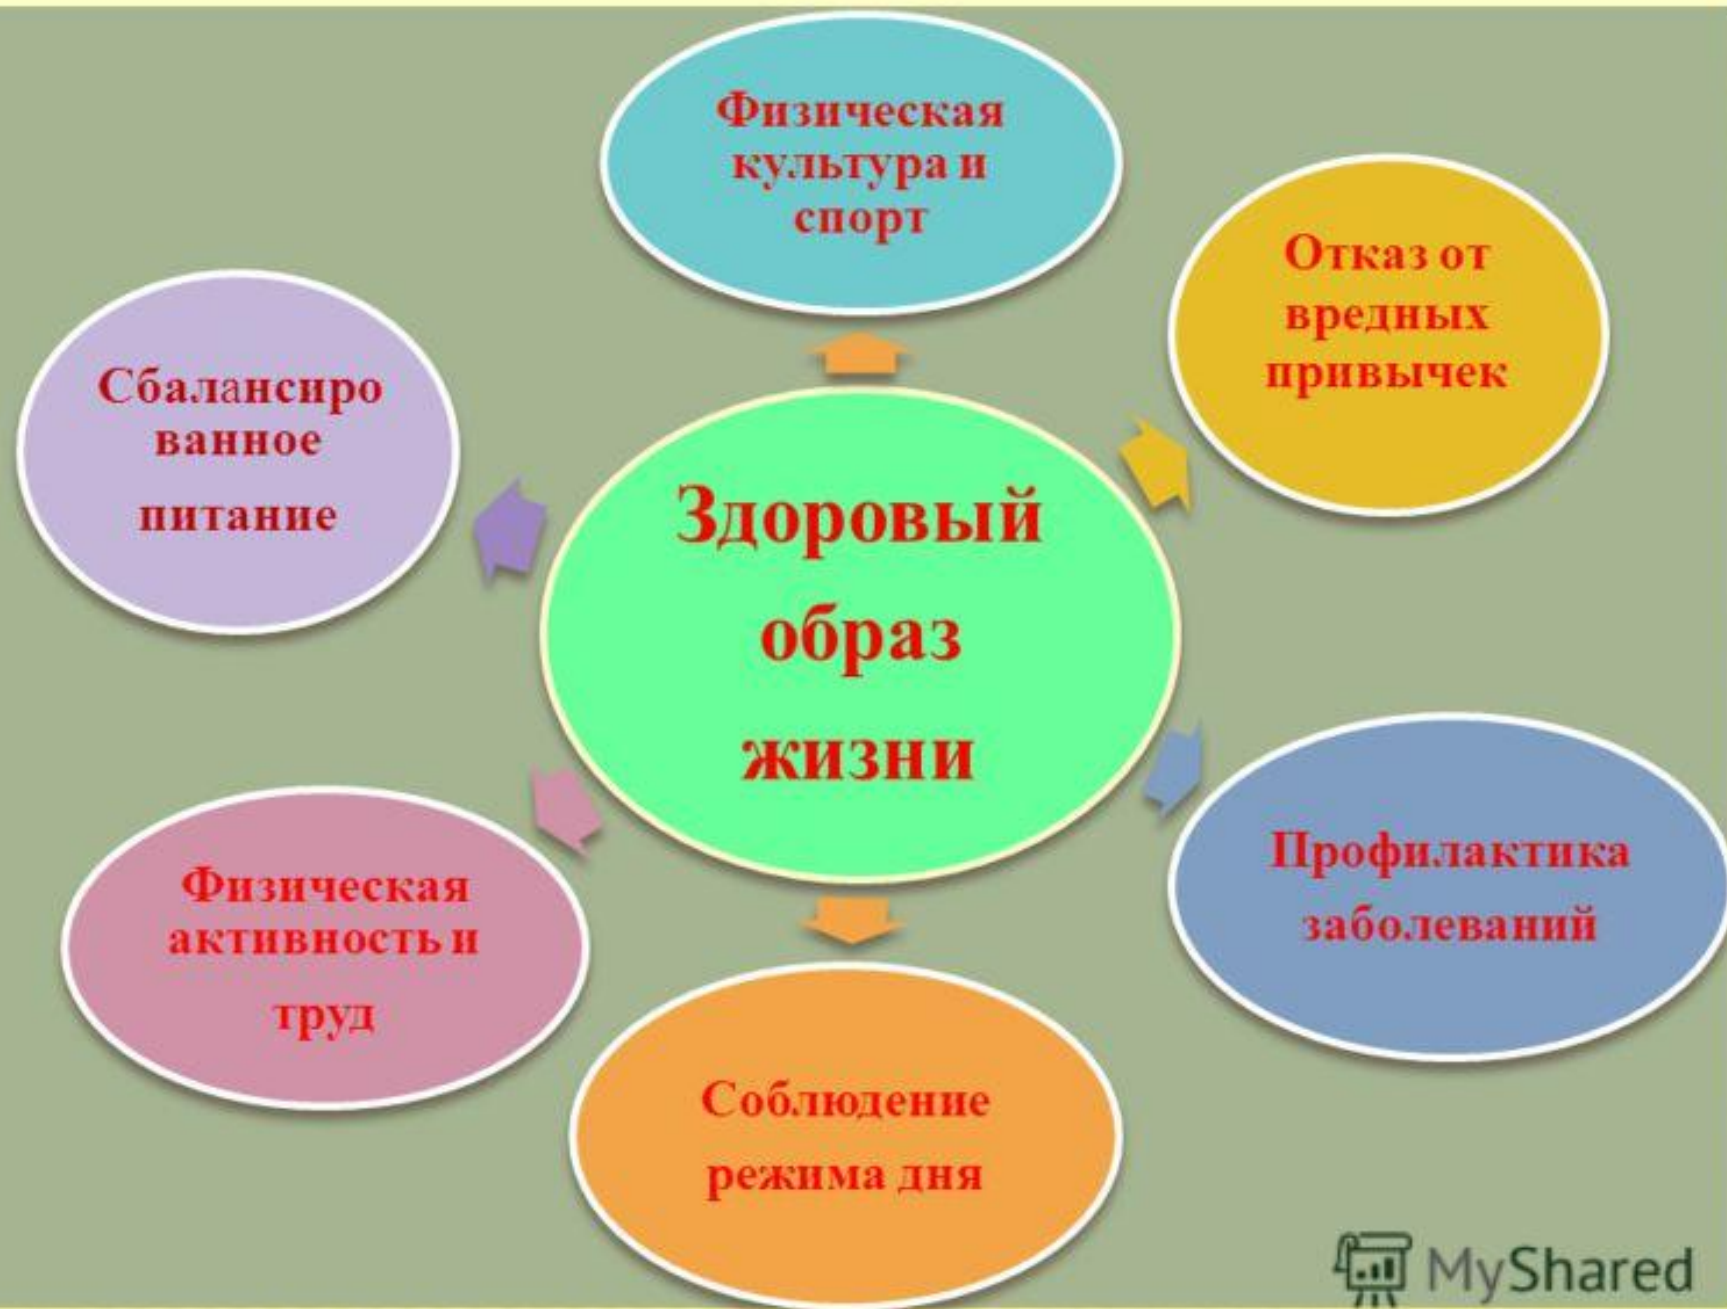 Физическая
культура и
спорт
Отказ от
вредных
привычек
Сбалансиро
ванное
питание
Здоровый
образ
жизни
Профилактика
заболеваний
Физическая
активность и
труд
Соблюдение
режима дня
MyShared